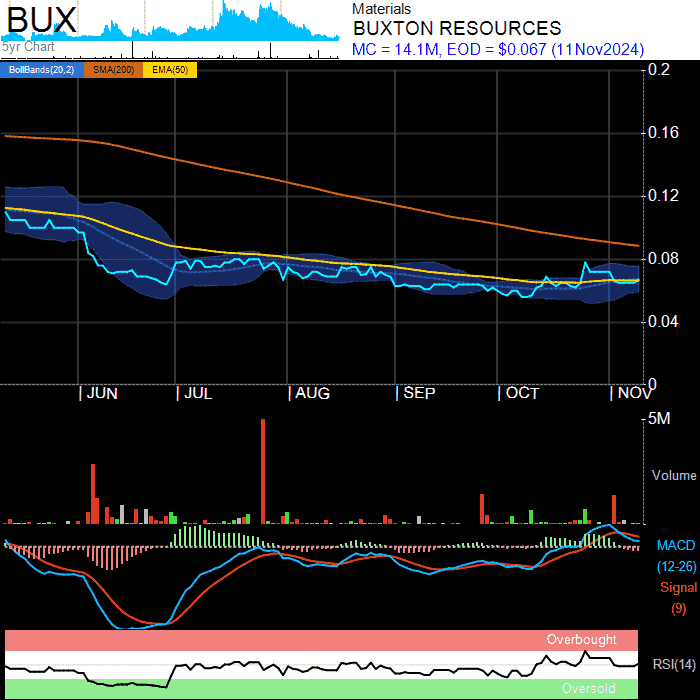 BUX
5yr Chart
Materials
BUXTON RESOURCES
MC = 14.1M, EOD = $0.067 (11Nov2024)
BollBands(20,2) SMA(200) EMA(50)
0.2
0.16
0.12
0.08
0.04
0
JUN JUL AUG SEP OCT NOV
5M
Volume
MACD
(12-26)
Signal
(9)
Overbought
RSI(14)
Oversold